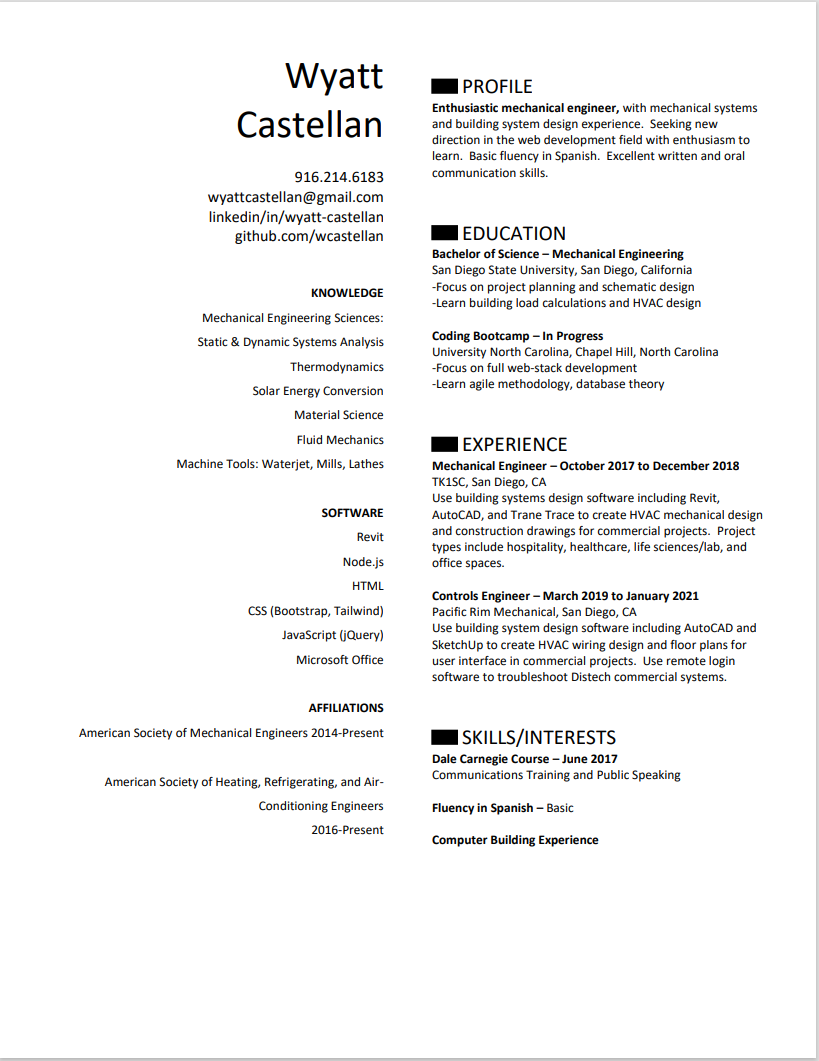 Wyatt
Castellan
916.214.6183
wyattcastellan@gmail.com
linkedin/in/wyatt-castellan
github.com/wcastellan
KNOWLEDGE
Mechanical Engineering Sciences:
Static & Dynamic Systems Analysis
Thermodynamics
Solar Energy Conversion
Material Science
Fluid Mechanics
Machine Tools: Waterjet, Mills, Lathes
SOFTWARE
Revit
Node.js
HTML
CSS (Bootstrap, Tailwind)
JavaScript (jQuery)
Microsoft Office
AFFILIATIONS
American Society of Mechanical Engineers 2014-Present
American Society of Heating, Refrigerating, and Air-
Conditioning Engineers
2016-Present
PROFILE
Enthusiastic mechanical engineer, with mechanical systems
and building system design experience.  Seeking new
direction in the web development field with enthusiasm to
learn.  Basic fluency in Spanish.  Excellent written and oral
communication skills.
EDUCATION
Bachelor of Science – Mechanical Engineering
San Diego State University, San Diego, California
-Focus on project planning and schematic design
-Learn building load calculations and HVAC design
Coding Bootcamp – In Progress
University North Carolina, Chapel Hill, North Carolina
-Focus on full web-stack development
-Learn agile methodology, database theory
EXPERIENCE
Mechanical Engineer – October 2017 to December 2018
TK1SC, San Diego, CA
Use building systems design software including Revit,
AutoCAD, and Trane Trace to create HVAC mechanical design
and construction drawings for commercial projects.  Project
types include hospitality, healthcare, life sciences/lab, and
office spaces.
Controls Engineer – March 2019 to January 2021
Pacific Rim Mechanical, San Diego, CA
Use building system design software including AutoCAD and
SketchUp to create HVAC wiring design and floor plans for
user interface in commercial projects.  Use remote login
software to troubleshoot Distech commercial systems.
SKILLS/INTERESTS
Dale Carnegie Course – June 2017
Communications Training and Public Speaking
Fluency in Spanish – Basic
Computer Building Experience